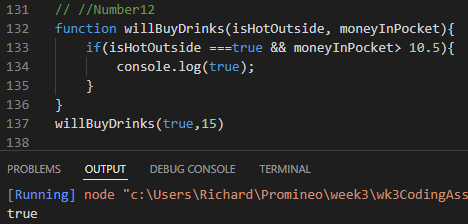 131 // //Number12
132 function willBuyDrinks(isHotOutside, moneyInPocket){
133 if(isHotOutside ===true && moneyInPocket> 10.5){
134 console.log(true);
135 }
136 }
137 willBuyDrinks(true,15)
138
PROBLEMS OUTPUT DEBUG CONSOLE TERMINAL
[Running] node "c:\Users\Richard\Promineo\week3\wk3CodingAss
true